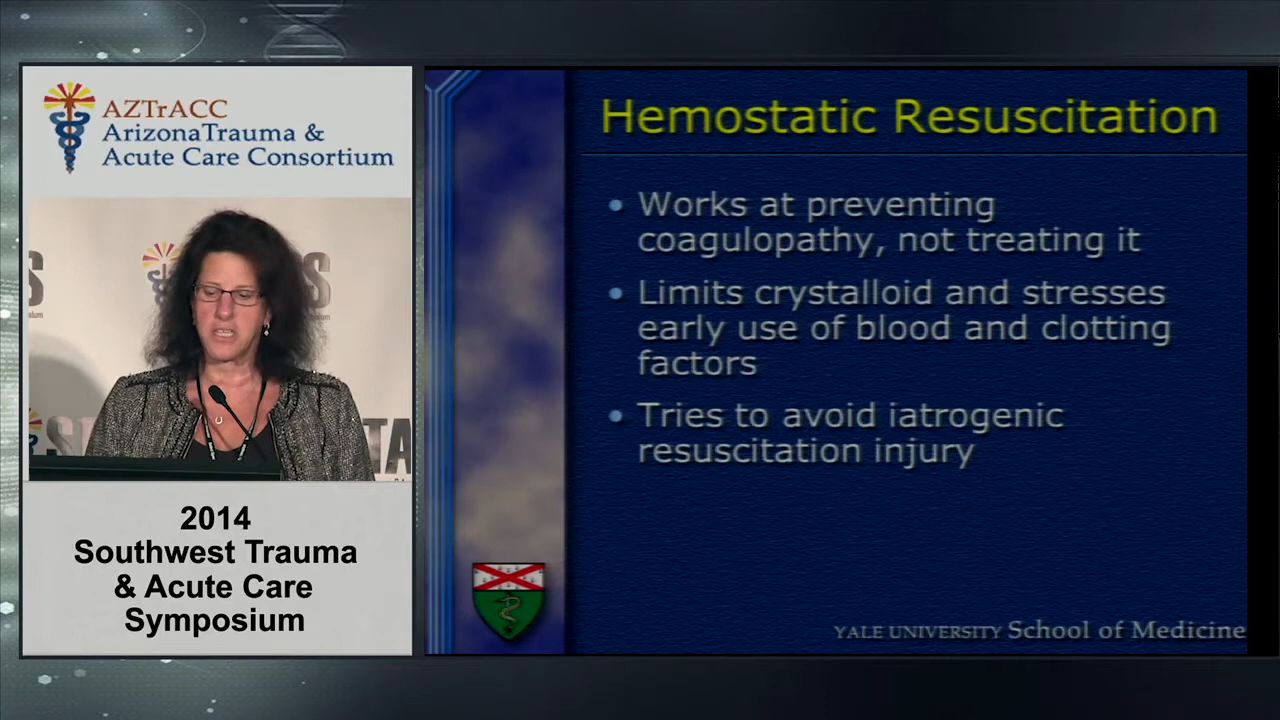 AZTrACC
ArizonaTrauma &
Acute Care Consortium
2014
Southwest Trauma
& Acute Care
Symposium
Hemostatic Resuscitation
• Works at preventing
coagulopathy, not treating it
• Limits crystalloid and stresses
early use of blood and clotting
factors
• Tries to avoid iatrogenic
resuscitation injury
YALE UNIVERSITY School of Medicine